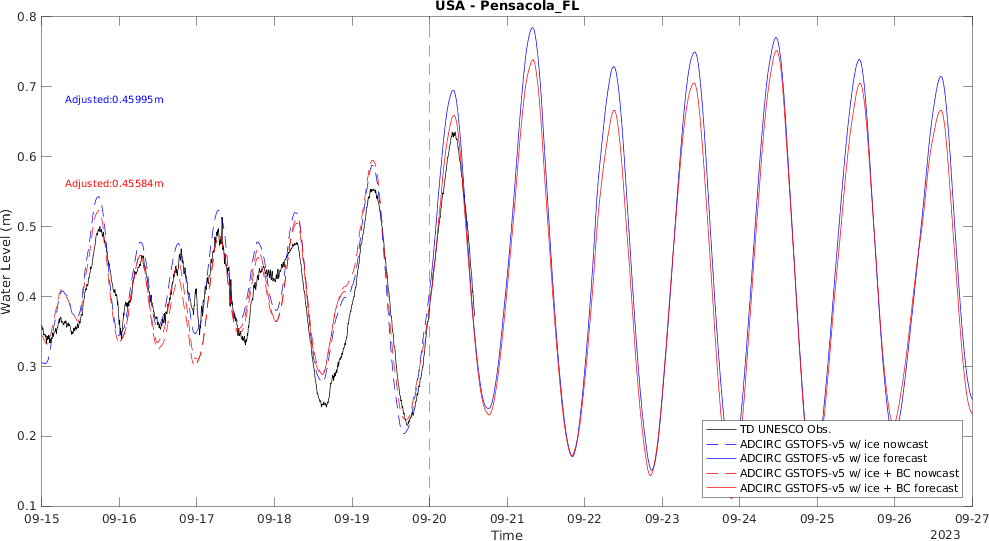 USA - Pensacola_FL
0.8
0.7
0.6
0.5
0.4
0.3
0.2
0.1
Water Level (m)
Adjusted:0.45995m
Adjusted:0.45584m
TD UNESCO Obs.
ADCIRC GSTOFS-v5 w/ ice nowcast
ADCIRC GSTOFS-v5 w/ ice forecast
ADCIRC GSTOFS-v5 w/ ice + BC nowcast
ADCIRC GSTOFS-v5 w/ ice + BC forecast
09-15 09-16 09-17 09-18 09-19 09-20 09-21 09-22 09-23 09-24 09-25 09-26 09-27
Time
2023